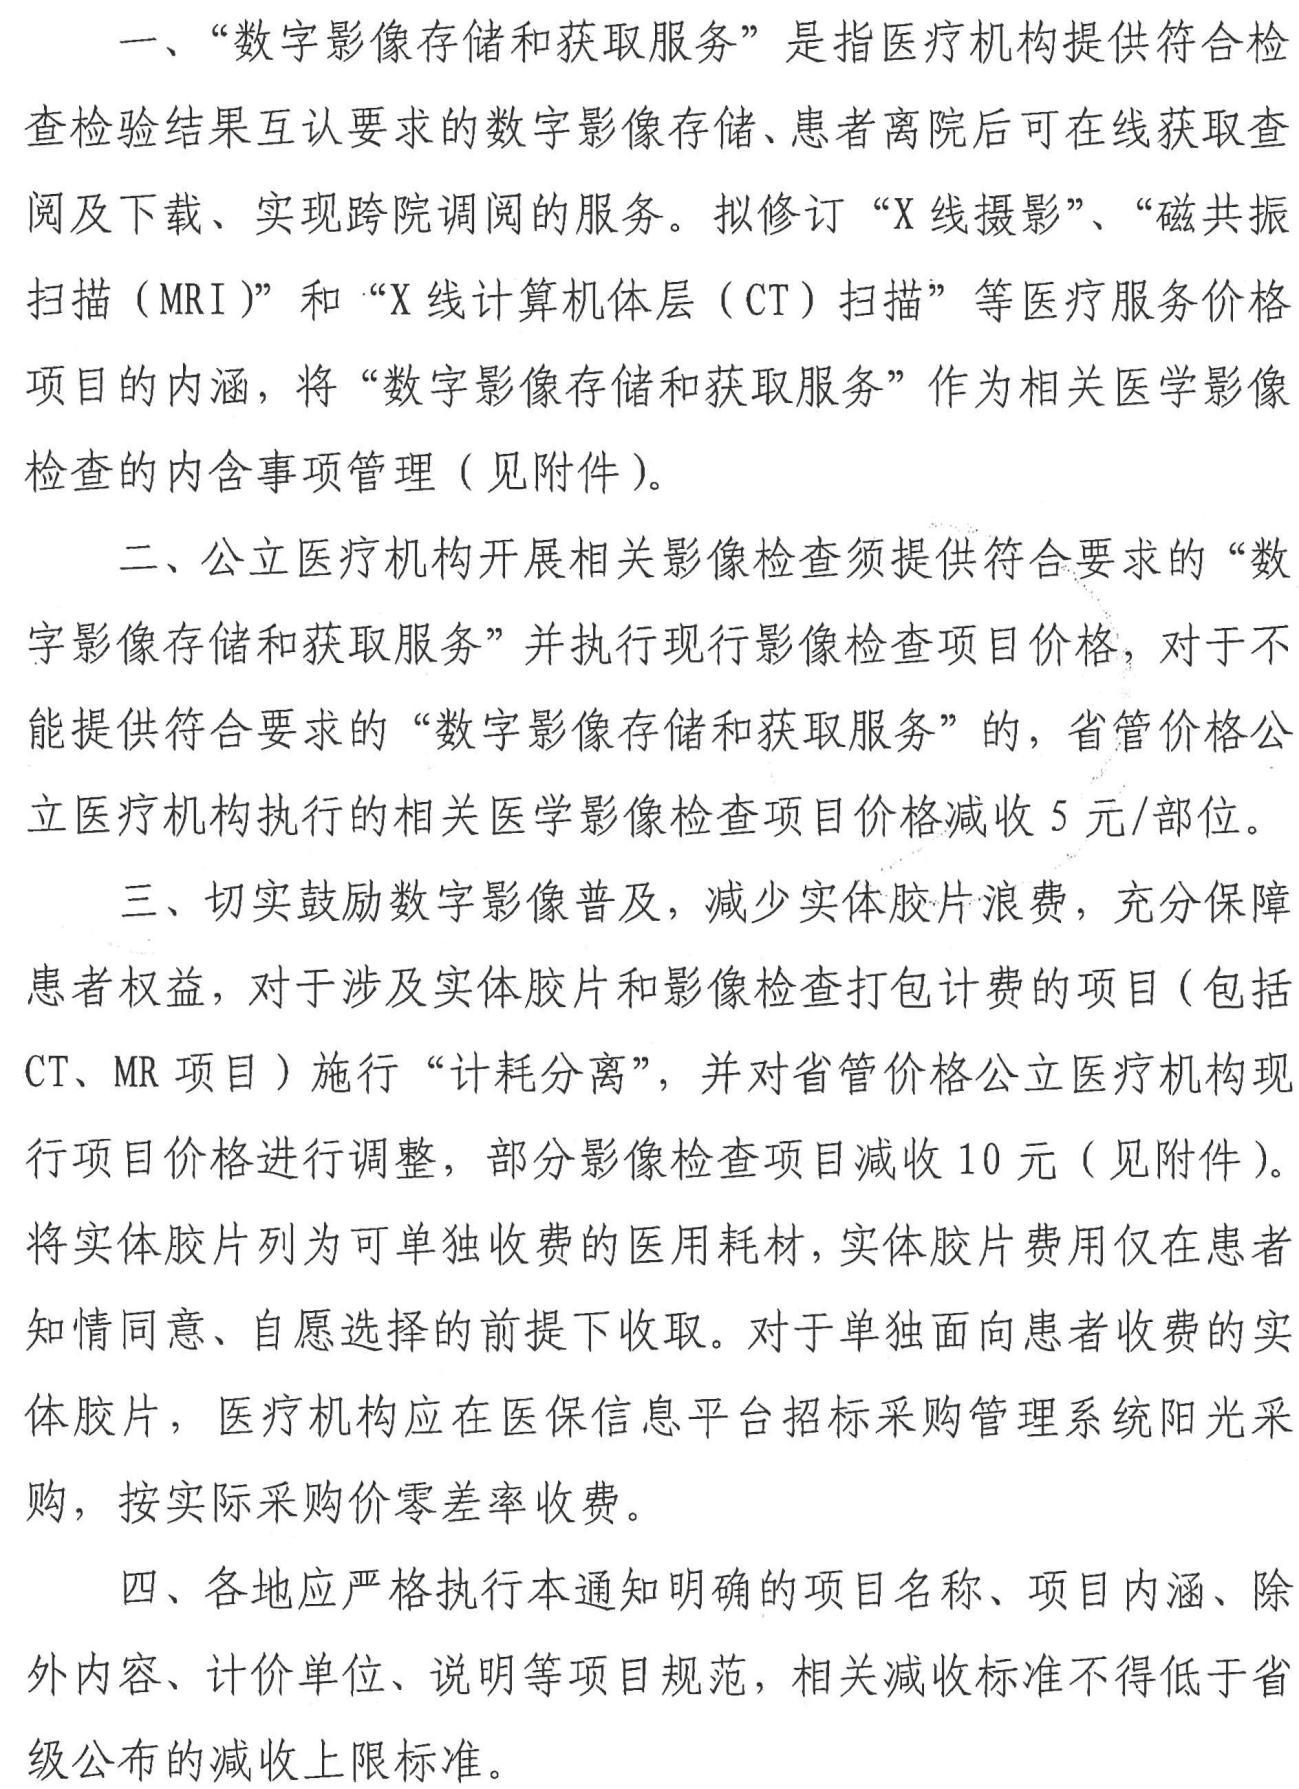 一、“数字影像存储和获取服务”是指医疗机构提供符合检
查检验结果互认要求的数字影像存储、患者离院后可在线获取查
阅及下载、实现跨院调阅的服务。拟修订“X线摄影”、“磁共振
扫描（MRI）”和“X线计算机体层（CT）扫描”等医疗服务价格
项目的内涵，将“数字影像存储和获取服务”作为相关医学影像
检查的内含事项管理（见附件）。
二、公立医疗机构开展相关影像检查须提供符合要求的“数
字影像存储和获取服务”并执行现行影像检查项目价格，对于不
能提供符合要求的“数字影像存储和获取服务”的，省管价格公
立医疗机构执行的相关医学影像检查项目价格减收5元/部位。
三、切实鼓励数字影像普及，减少实体胶片浪费，充分保障
患者权益，对于涉及实体胶片和影像检查打包计费的项目（包括
CT、MR项目）施行“计耗分离”，并对省管价格公立医疗机构现
行项目价格进行调整，部分影像检查项目减收10元（见附件）。
将实体胶片列为可单独收费的医用耗材，实体胶片费用仅在患者
知情同意、自愿选择的前提下收取。对于单独面向患者收费的实
体胶片，医疗机构应在医保信息平台招标采购管理系统阳光采
购，按实际采购价零差率收费。
四、各地应严格执行本通知明确的项目名称、项目内涵、除
外内容、计价单位、说明等项目规范，相关减收标准不得低于省
级公布的减收上限标准。